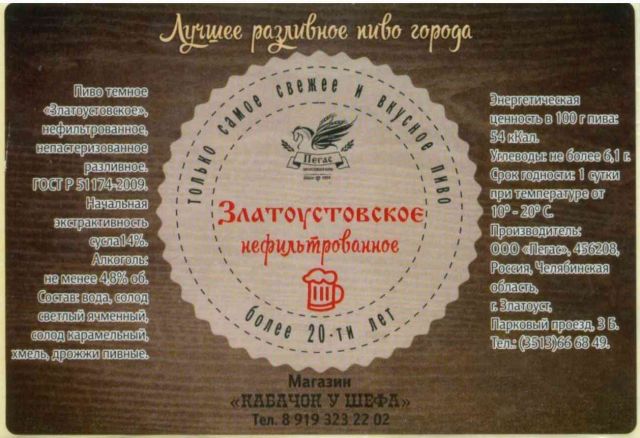 Лучшее разливное пиво города
Пиво темное
«Златоустовское»,
нефильтрованное,
непастеризованное
разливное.
ГОСТ Р 51174-2009.
Начальная
экстрактивность
сусла14%.
Алкоголь:
не менее 4,8% об.
Состав: вода, солод
светлый ячменный,
солод карамельный,
хмель, дрожжи пивные.
только самое свежее и вкусное пиво
Пегас
Златоустовское
нефильтрованное
более 20-ти лет
Энергетическая
ценность в 100 г пива:
54 кКал.
Углеводы: не более 6,1 г.
Срок годности: 1 сутки
при температуре от
10° - 20° С.
Производитель:
ООО «Пегас», 456208,
Россия, Челябинская
область,
г. Златоуст,
Парковый проезд, 3 Б.
Тел.: (3513)66 68 49.
Магазин
«КАБАЧОК У ШЕФА»
Тел. 8 919 323 22 02